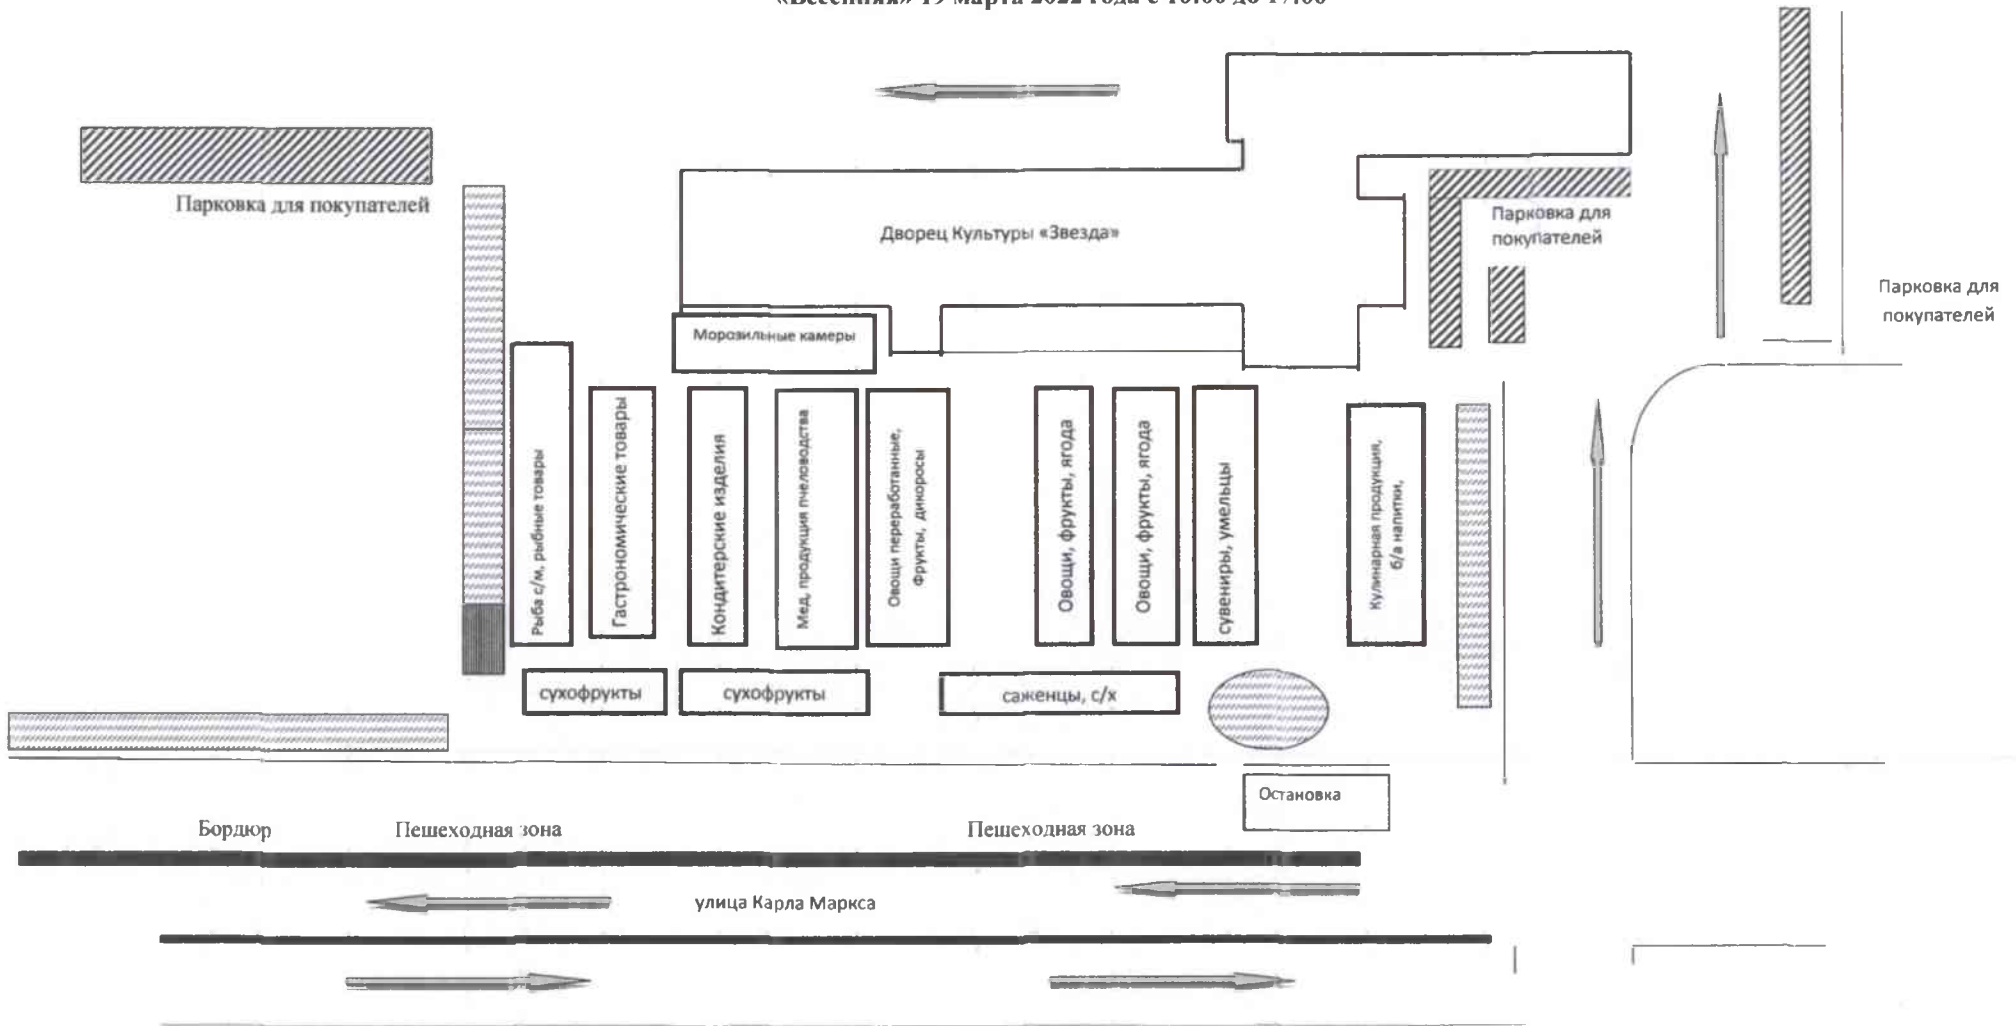 «Весенняя» 19 марта 2022 года с 10:00 до 17:00
Парковка для покупателей
Дворец Культуры «Звезда»
Парковка для
покупателей
Парковка для
покупателей
Морозильные камеры
Рыба с/м, рыбные товары
Гастрономические товары
Кондитерские изделия
Мед, продукция пчеловодства
Овощи переработанные,
Фрукты, дикоросы
Овощи, фрукты, ягода
Овощи, фрукты, ягода
сувениры, умельцы
Кулинарная продукция,
б/а напитки,
сухофрукты
сухофрукты
саженцы, с/х
Остановка
Бордюр
Пешеходная зона
Пешеходная зона
улица Карла Маркса